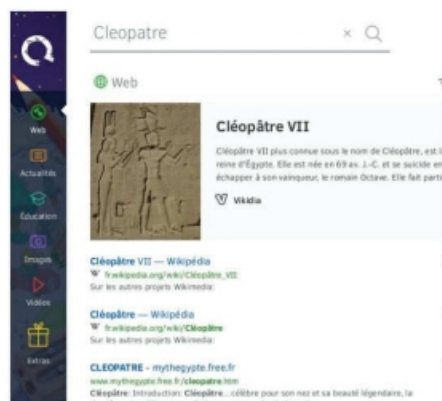 Cleopatre
×
Web
Web
Actualités
Éducation
Images
Vidéos
Extras
Cléopâtre VII
Cléopâtre VII plus connue sous le nom de Cléopâtre, est l
reine d'Égypte. Elle est née en 69 av. J.-C. et se suicide en
échapper à son vainqueur, le romain Octave. Elle fait parti
Vikidia
Cléopâtre VII — Wikipédia
fr.wikipedia.org/wiki/Cléopâtre_VII
Sur les autres projets Wikimedia:
Cléopâtre — Wikipédia
fr.wikipedia.org/wiki/Cléopâtre
Sur les autres projets Wikimedia:
CLEOPATRE - mythegypte.free.fr
www.mythegypte.free.fr/cleopatre.htm
Cléopâtre: Introduction: Cléopâtre...célèbre pour son nez et sa beauté légendaire, la